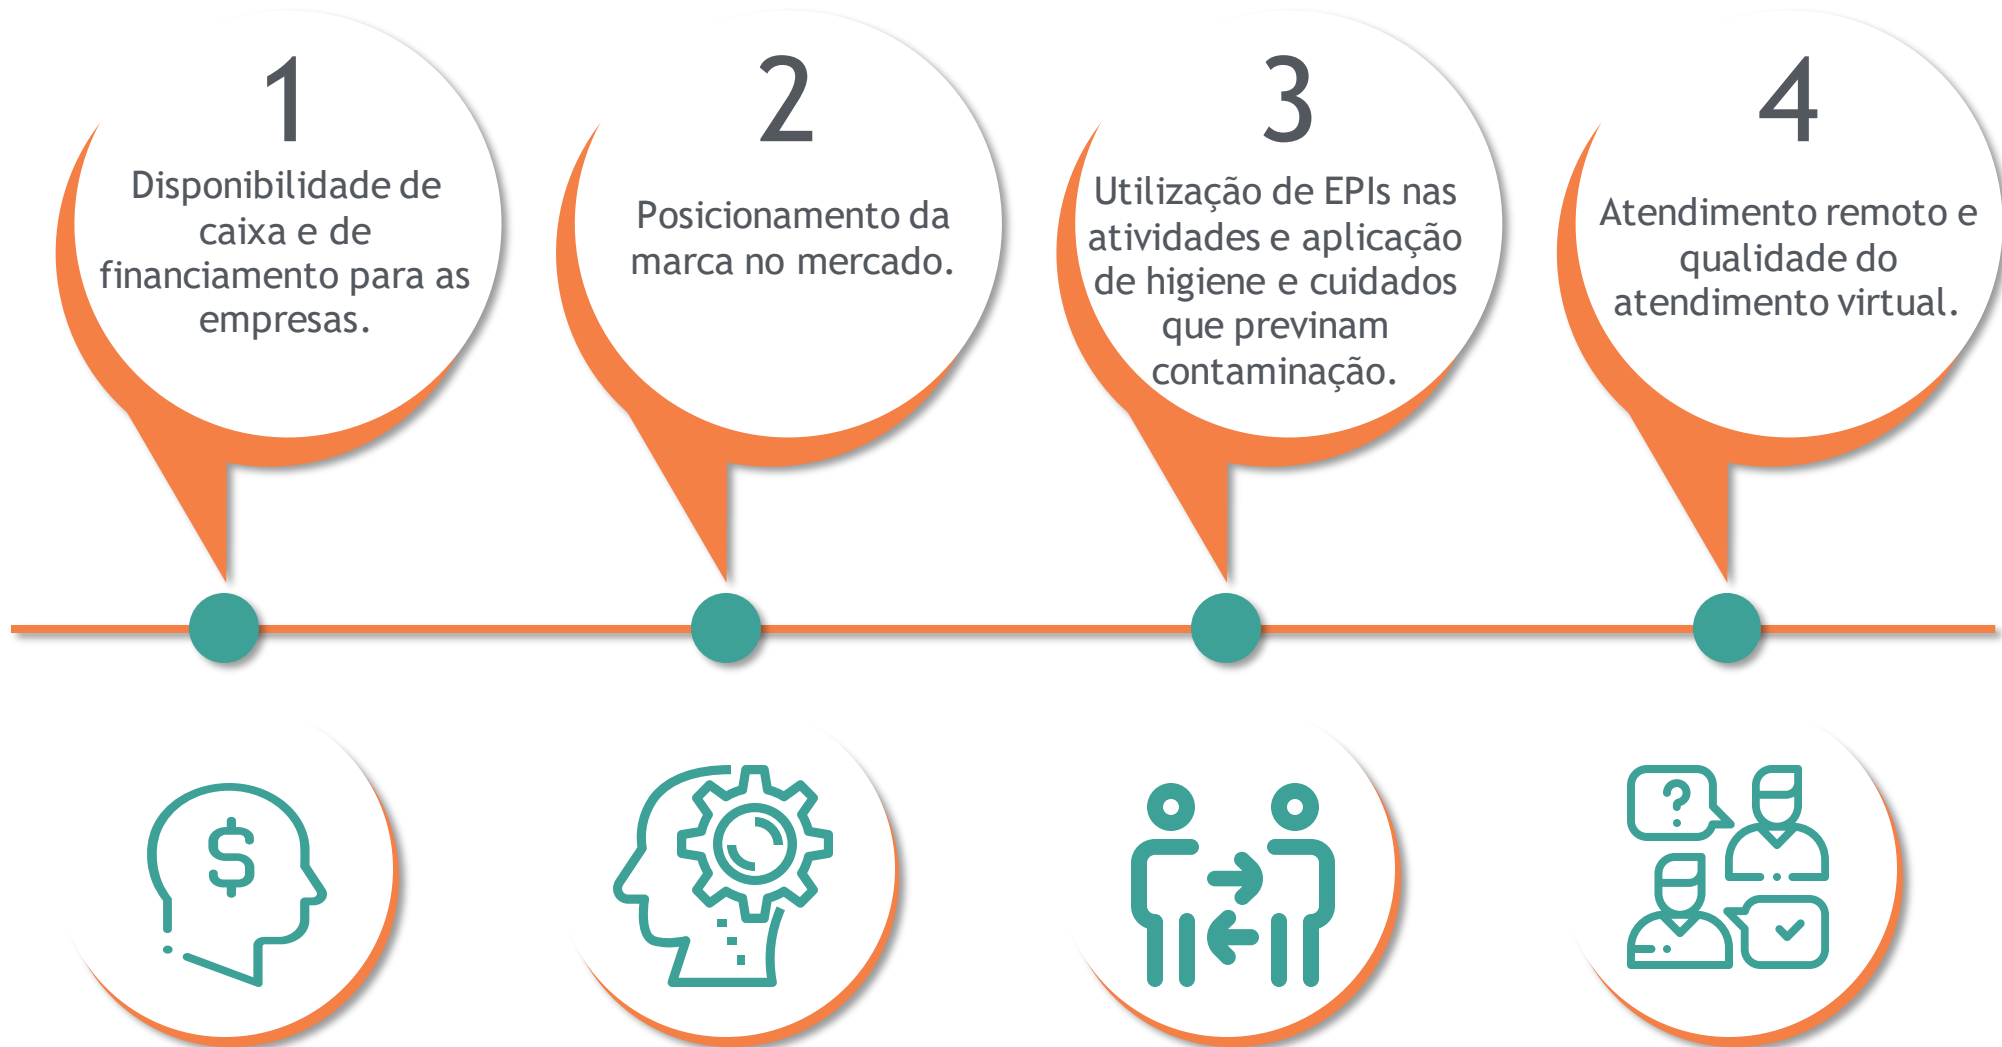 1
Disponibilidade de
caixa e de
financiamento para as
empresas.
2
Posicionamento da
marca no mercado.
3
Utilização de EPIs nas
atividades e aplicação
de higiene e cuidados
que previnam
contaminação.
4
Atendimento remoto e
qualidade do
atendimento virtual.
$
?